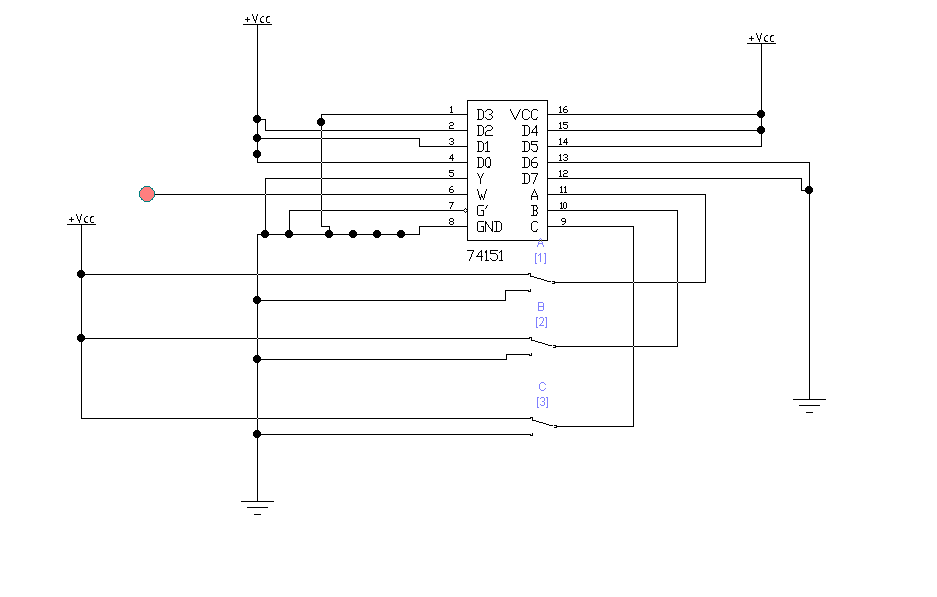 +Vcc
+Vcc
1 D3 VCC 16
2 D2 D4 15
3 D1 D5 14
4 D0 D6 13
5 Y D7 12
6 W A 11
7 G' B 10
8 GND C 9
+Vcc
74151
A
[1]
B
[2]
C
[3]